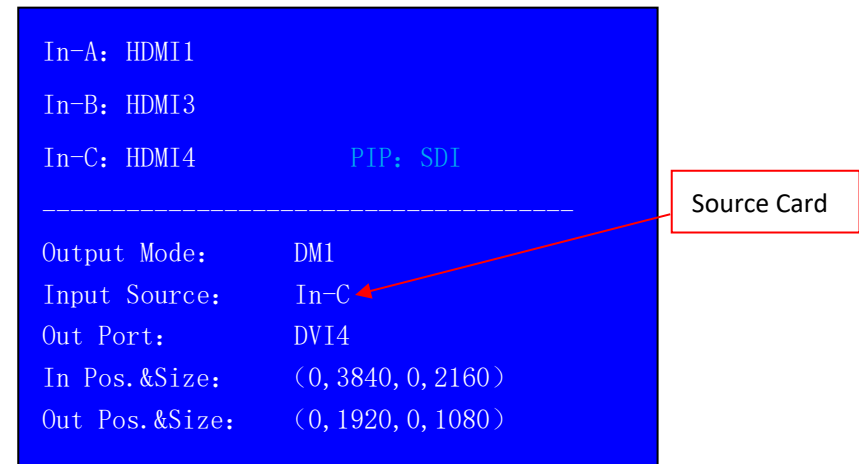 In-A：HDMI1
In-B：HDMI3
In-C：HDMI4 PIP：SDI
--------------------------------------
Source Card
Output Mode： DM1
Input Source： In-C
Out Port： DVI4
In Pos.&Size： （0,3840,0,2160）
Out Pos.&Size： （0,1920,0,1080）